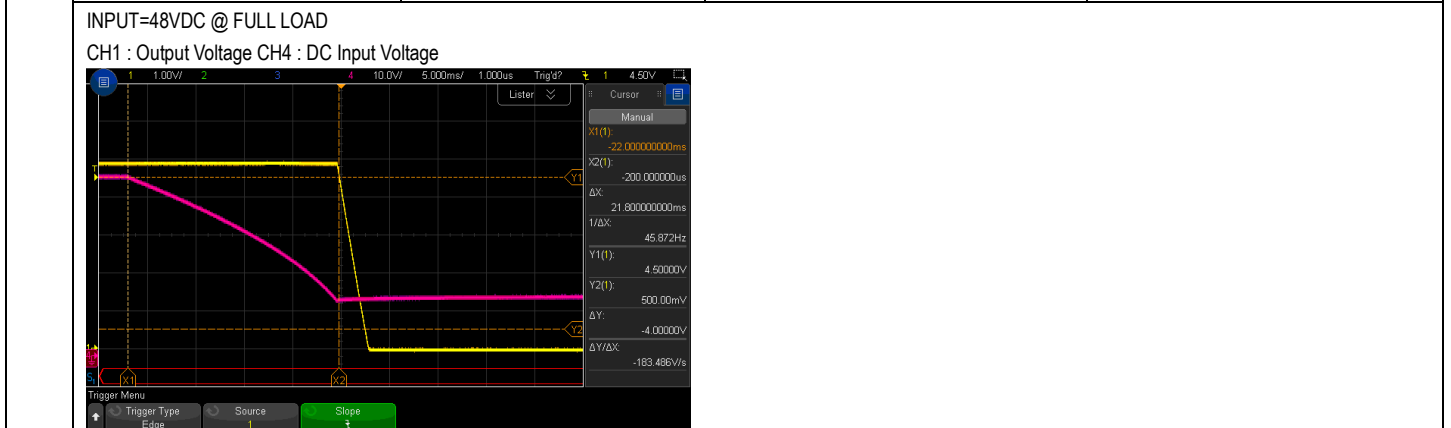 INPUT=48VDC @ FULL LOAD
CH1 : Output Voltage CH4 : DC Input Voltage
1 1.00V/ 2 3 4 10.0V/ 5.000ms/ 1.000us Trig'd? 1 4.50V
Lister
Cursor
Manual
X1(1):
-22.000000000ms
X2(1):
-200.000000us
ΔX:
21.800000000ms
1/ΔX:
45.872Hz
Y1(1):
4.50000V
Y2(1):
500.00mV
ΔY:
-4.00000V
ΔY/ΔX:
-183.486V/s
T
Y1
Y2
X1
X2
Trigger Menu
Trigger Type
Edge
Source
1
Slope